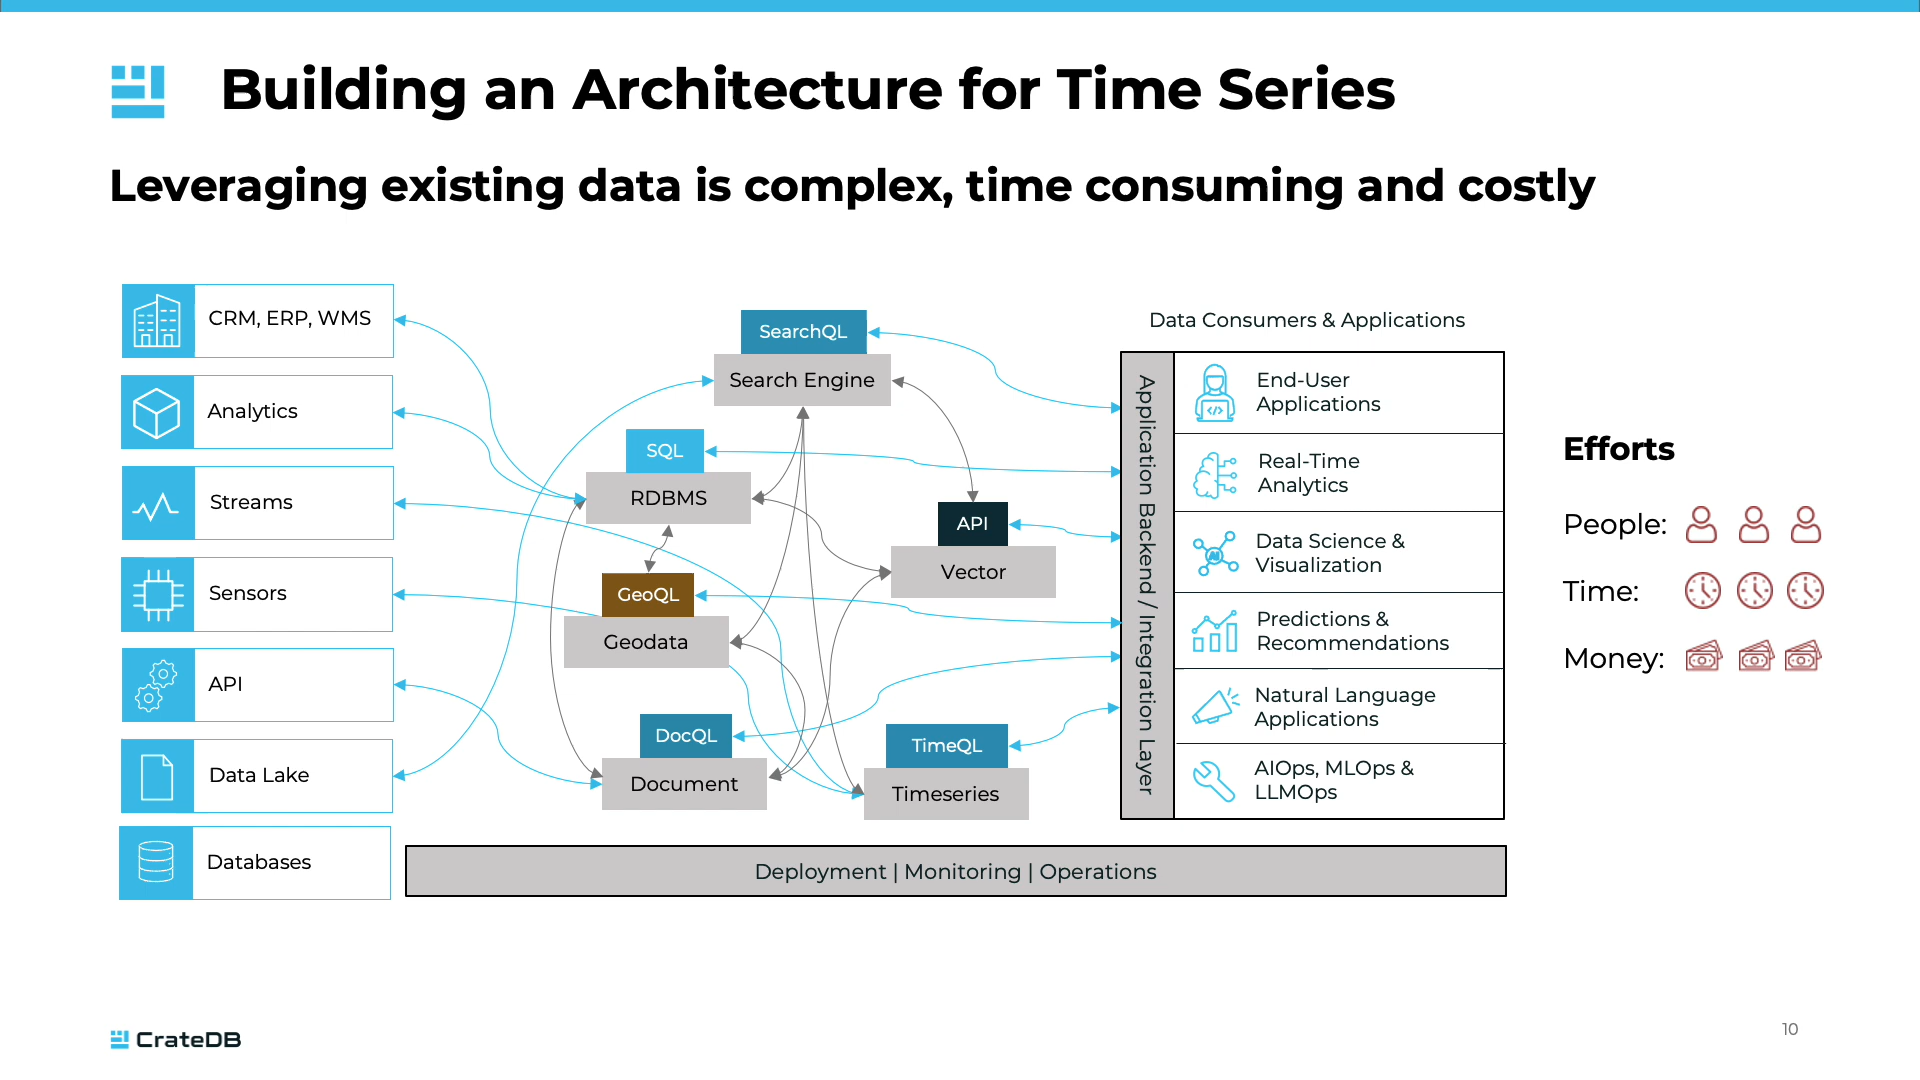 Building an Architecture for Time Series
Leveraging existing data is complex, time consuming and costly
CRM, ERP, WMS
Analytics
Streams
Sensors
API
Data Lake
Databases
SearchQL
Search Engine
SQL
RDBMS
API
Vector
GeoQL
Geodata
DocQL
Document
TimeQL
Timeseries
Data Consumers & Applications
Application Backend / Integration Layer
End-User
Applications
Real-Time
Analytics
AI
Data Science &
Visualization
Predictions &
Recommendations
Natural Language
Applications
AIOps, MLOps &
LLMOps
Deployment | Monitoring | Operations
Efforts
People:
Time:
Money:
CrateDB
10